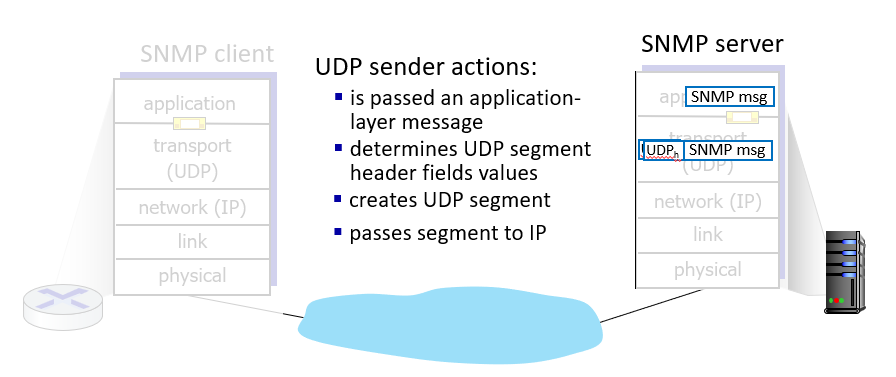 SNMP client
SNMP server
UDP sender actions:
is passed an application-
layer message
determines UDP segment
header fields values
creates UDP segment
passes segment to IP
application
transport
(UDP)
network (IP)
link
physical
SNMP msg
UDPh SNMP msg
transport
(UDP)
network (IP)
link
physical